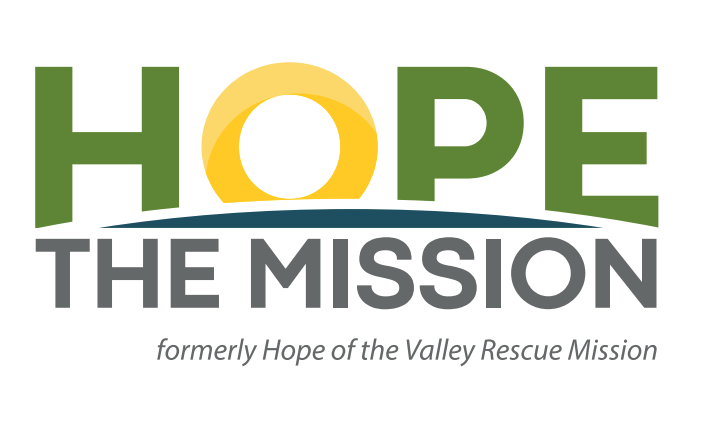 HOPE
THE MISSION
formerly Hope of the Valley Rescue Mission